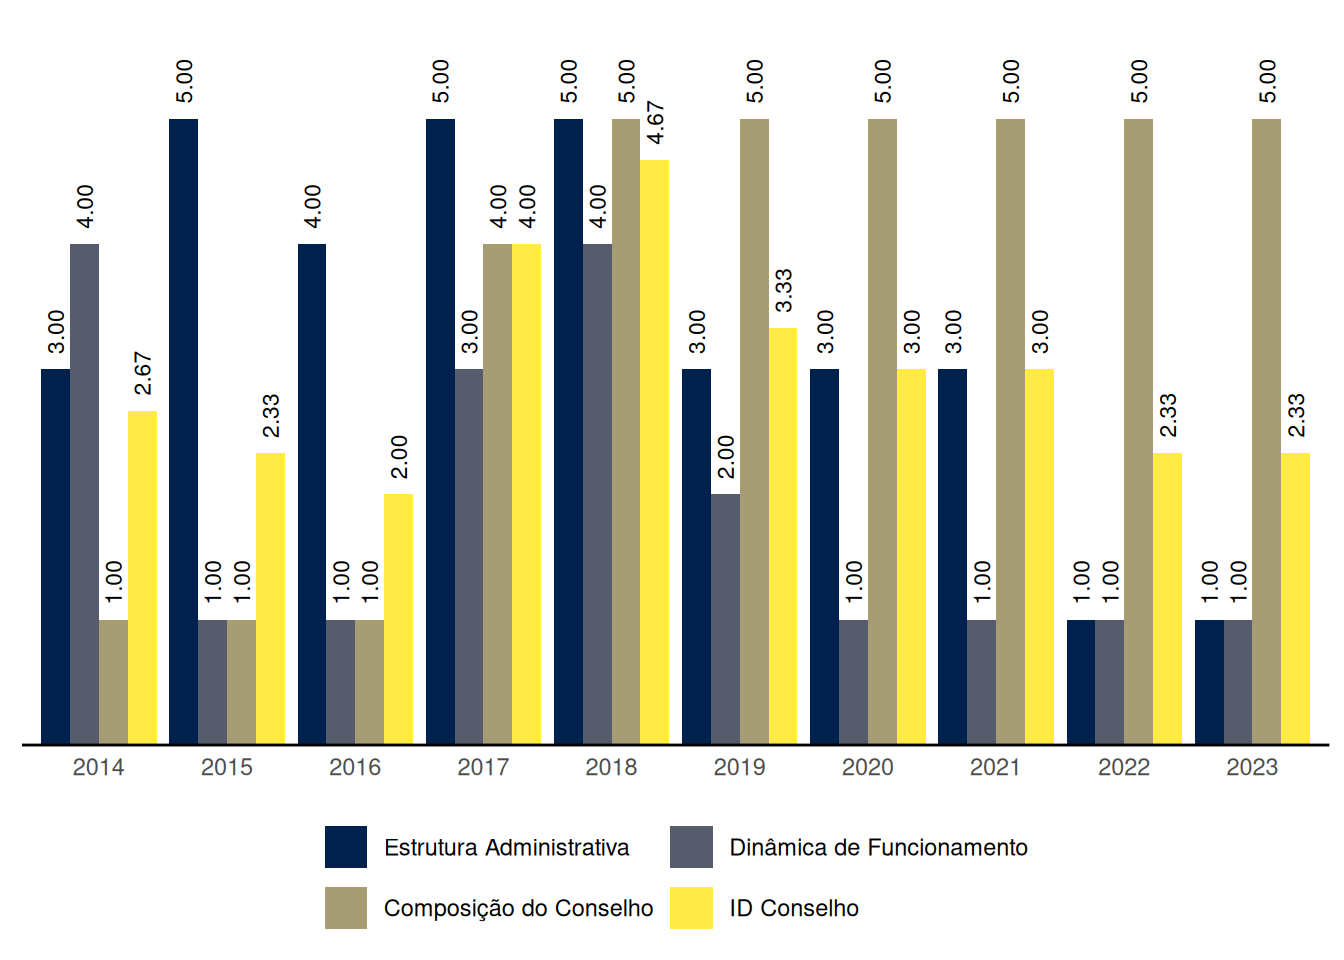 3.00 4.00 1.00 2.67 5.00 1.00 1.00 2.33 4.00 1.00 1.00 2.00 5.00 3.00 4.00 4.00 5.00 4.00 5.00 4.67 3.00 2.00 5.00 3.33 3.00 1.00 5.00 3.00 3.00 1.00 5.00 3.00 1.00 1.00 5.00 2.33 1.00 1.00 5.00 2.33
2014 2015 2016 2017 2018 2019 2020 2021 2022 2023
Estrutura Administrativa Dinâmica de Funcionamento
Composição do Conselho ID Conselho